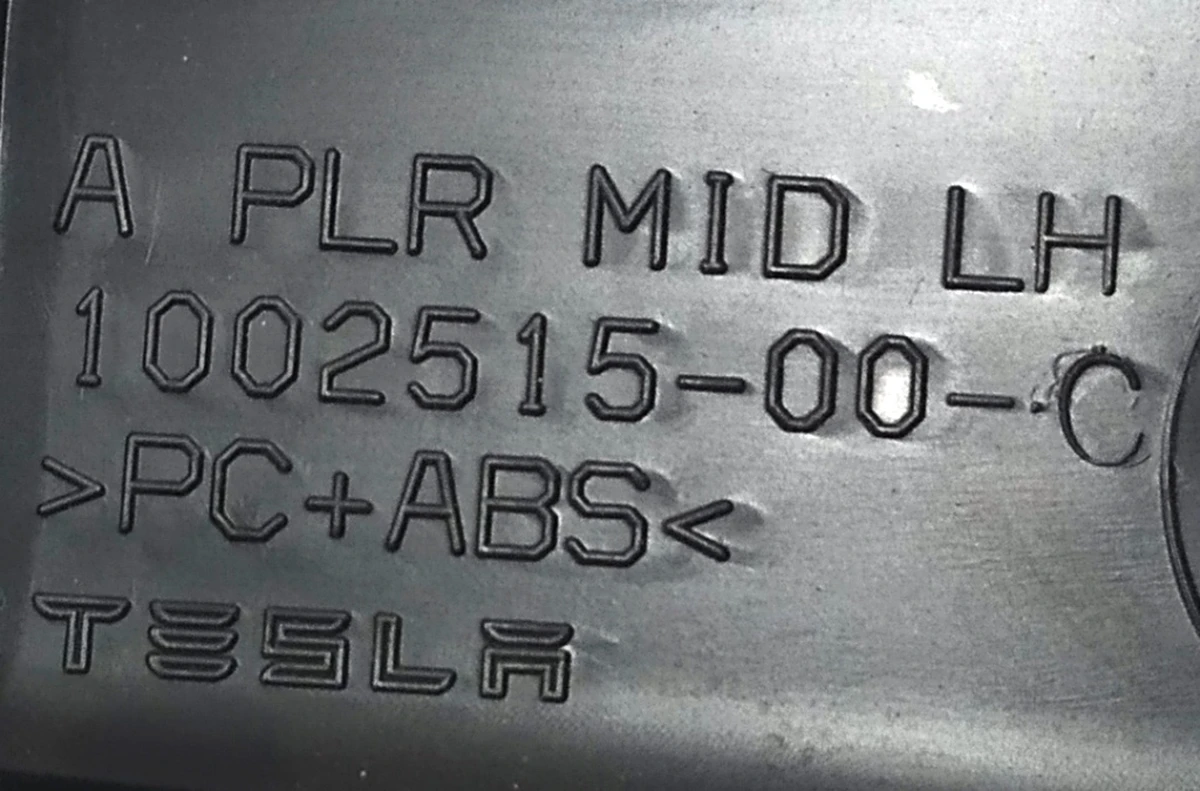 A PLR MID LH
1002515-00-C
>PC+ABS<
TESLA